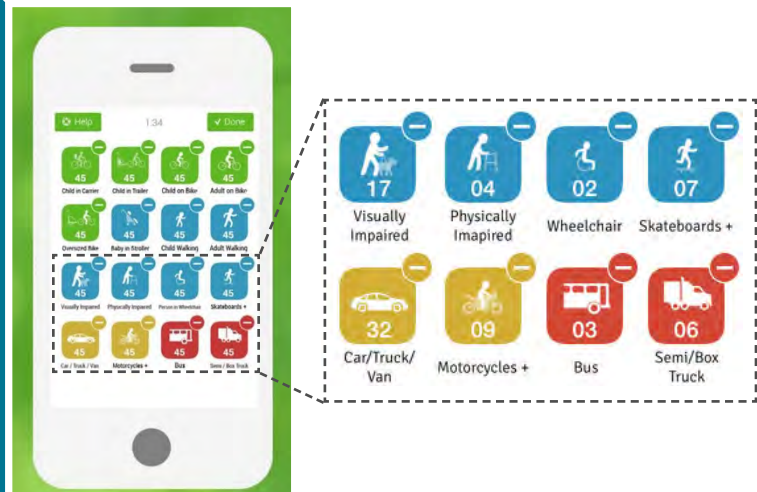 Help 1:34 Done
45 45 45 45
Child in Carrier Child in Trailer Child on Bike Adult on Bike
45 45 45 45
Oversized Bike Baby in Stroller Child Walking Adult Walking
45 45 45 45
Visually Impaired Physically Impaired Person in Wheelchair Skateboards +
45 45 45 45
Car / Truck / Van Motorcycles + Bus Semi / Box Truck
17 04 02 07
Visually Physically Wheelchair Skateboards +
Impaired Imapired
32 09 03 06
Car/Truck/ Motorcycles + Bus Semi/Box
Van Truck